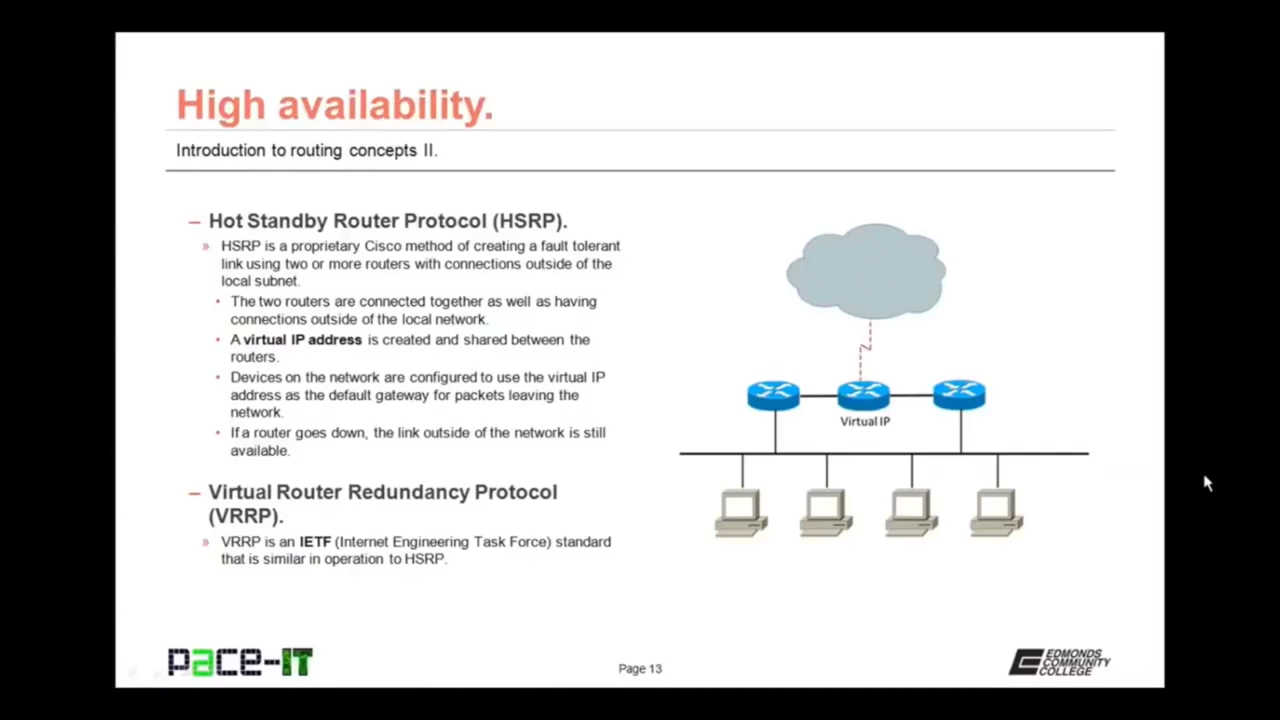 High availability.
Introduction to routing concepts II.
– Hot Standby Router Protocol (HSRP).
» HSRP is a proprietary Cisco method of creating a fault tolerant
link using two or more routers with connections outside of the
local subnet.
• The two routers are connected together as well as having
connections outside of the local network.
• A virtual IP address is created and shared between the
routers.
• Devices on the network are configured to use the virtual IP
address as the default gateway for packets leaving the
network.
• If a router goes down, the link outside of the network is still
available.
– Virtual Router Redundancy Protocol
(VRRP).
» VRRP is an IETF (Internet Engineering Task Force) standard
that is similar in operation to HSRP.
Virtual IP
pace-IT
Page 13
EDMONDS
COMMUNITY
COLLEGE